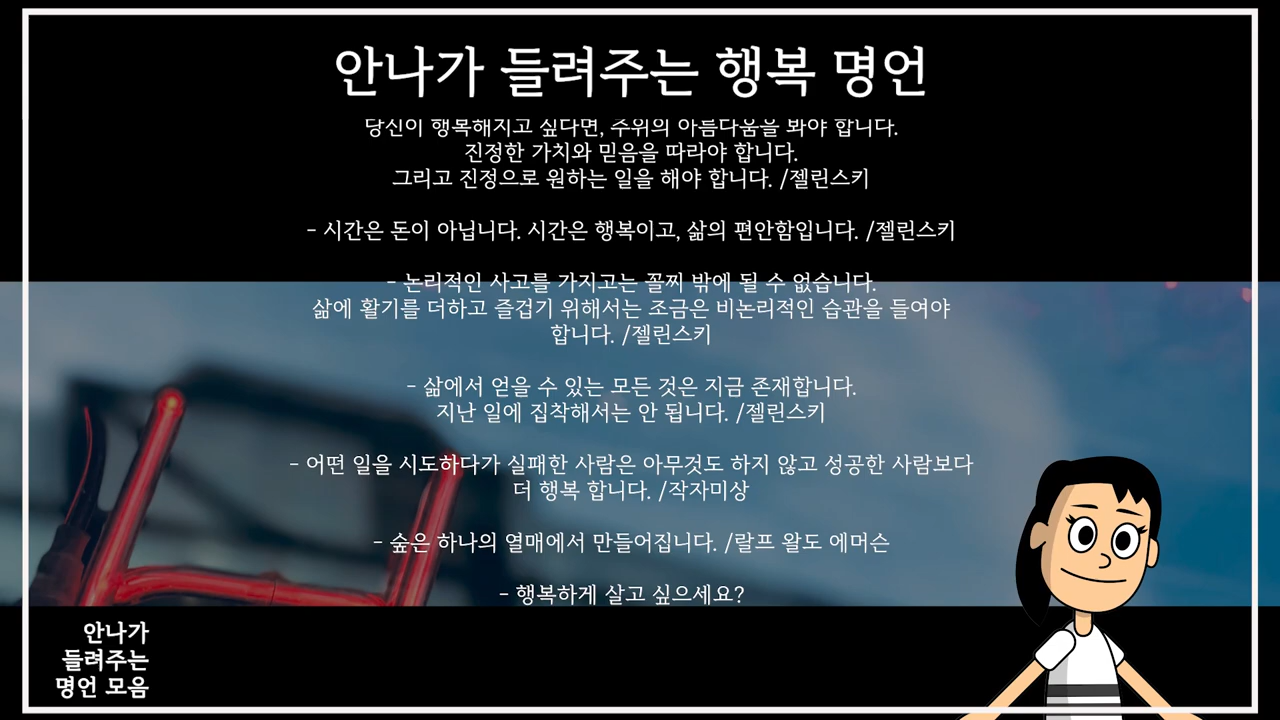 안나가 들려주는 행복 명언
당신이 행복해지고 싶다면, 주위의 아름다움을 봐야 합니다.
진정한 가치와 믿음을 따라야 합니다.
그리고 진정으로 원하는 일을 해야 합니다. /젤린스키
- 시간은 돈이 아닙니다. 시간은 행복이고, 삶의 편안함입니다. /젤린스키
- 논리적인 사고를 가지고는 꼴찌 밖에 될 수 없습니다.
삶에 활기를 더하고 즐겁기 위해서는 조금은 비논리적인 습관을 들여야
합니다. /젤린스키
- 삶에서 얻을 수 있는 모든 것은 지금 존재합니다.
지난 일에 집착해서는 안 됩니다. /젤린스키
- 어떤 일을 시도하다가 실패한 사람은 아무것도 하지 않고 성공한 사람보다
더 행복 합니다. /작자미상
- 숲은 하나의 열매에서 만들어집니다. /랄프 왈도 에머슨
- 행복하게 살고 싶으세요?
안나가
들려주는
명언 모음